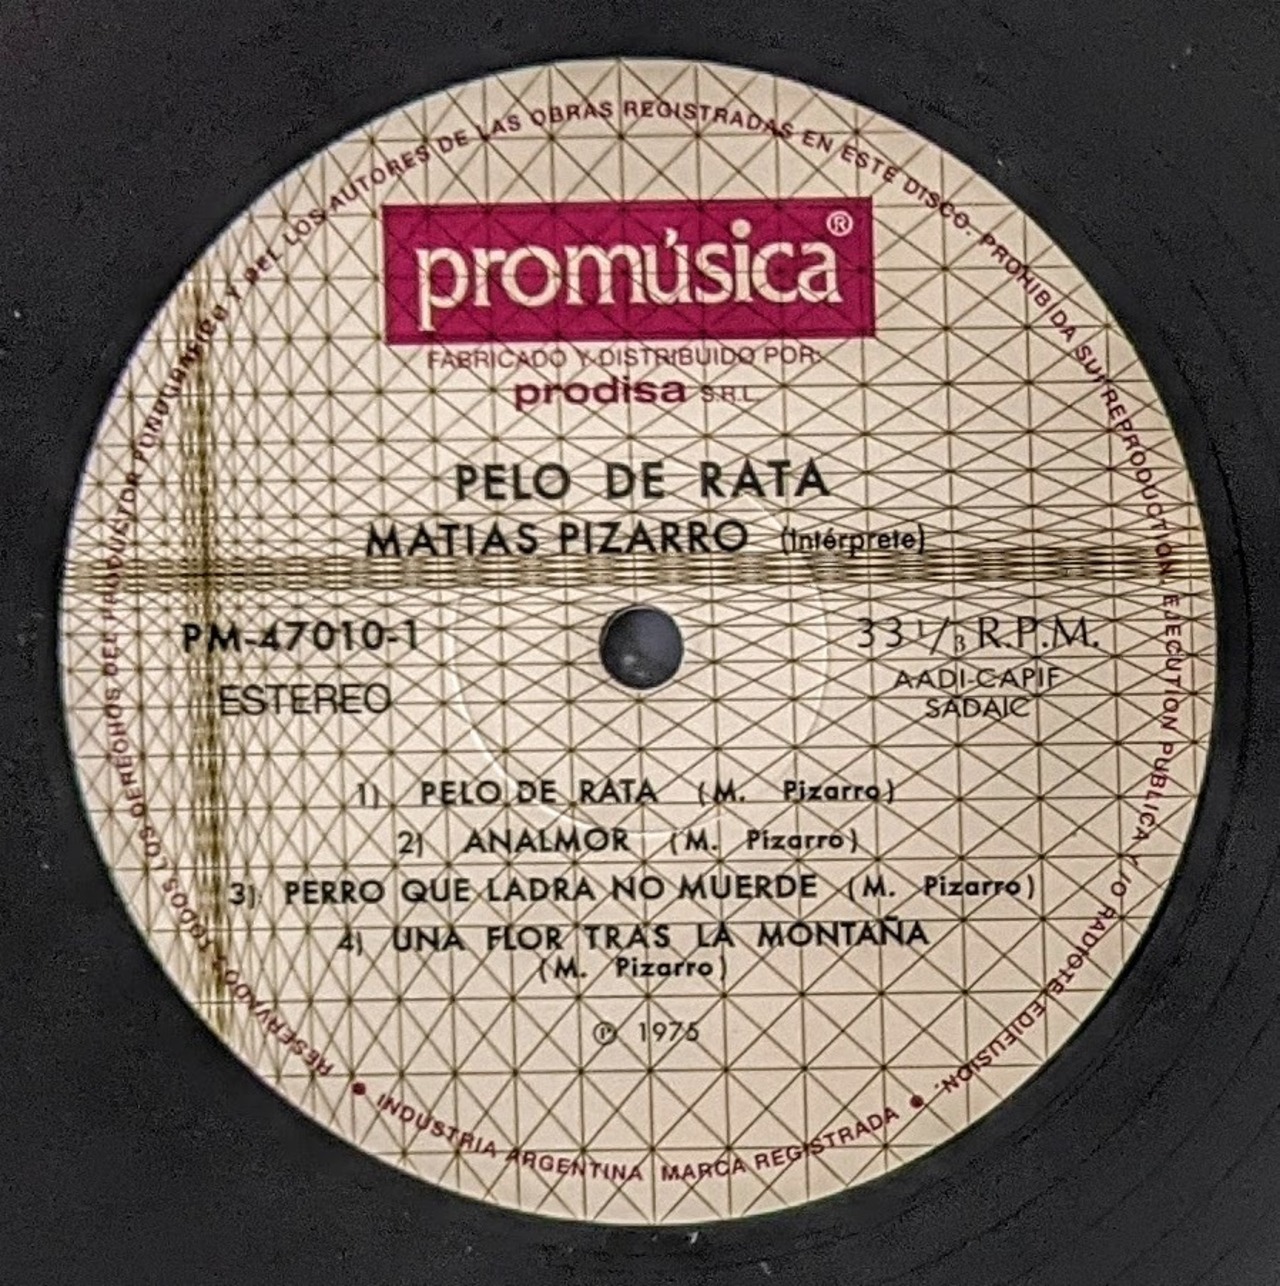 RESERVADOS TODOS LOS DERECHOS DEL PRODUCTOR FONOGRAFICO Y DEL LOS AUTORES DE LAS OBRAS REGISTRADAS EN ESTE DISCO. PROHIBIDA SU REPRODUCTION, EJECUTION PUBLICA Y/O RADIOTELEDIFUSION.
promúsica®
FABRICADO Y DISTRIBUIDO POR:
prodisa S.R.L.
PELO DE RATA
MATIAS PIZARRO (Intérprete)
PM-47010-1
ESTEREO
33 1/3 R.P.M.
AADI-CAPIF
SADAIC
1) PELO DE RATA (M. Pizarro)
2) ANALMOR (M. Pizarro)
3) PERRO QUE LADRA NO MUERDE (M. Pizarro)
4) UNA FLOR TRAS LA MONTAÑA
(M. Pizarro)
℗ 1975
• INDUSTRIA ARGENTINA MARCA REGISTRADA •